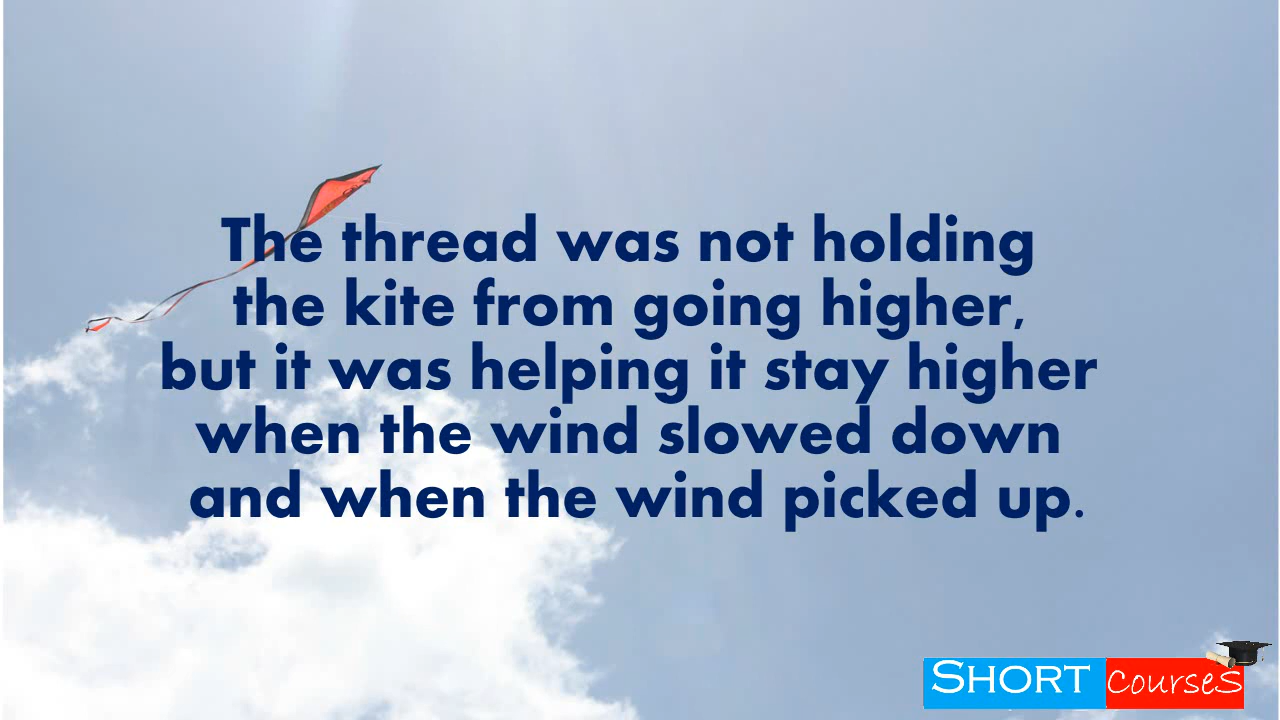 The thread was not holding
the kite from going higher,
but it was helping it stay higher
when the wind slowed down
and when the wind picked up.
SHORT CourseS